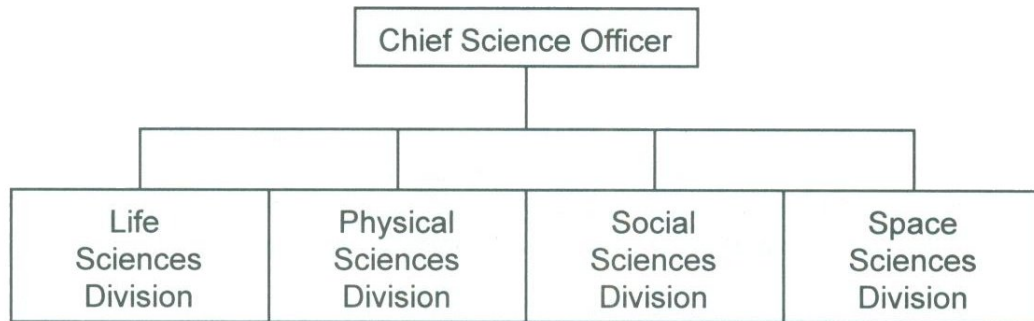 Chief Science Officer
Life
Sciences
Division
Physical
Sciences
Division
Social
Sciences
Division
Space
Sciences
Division